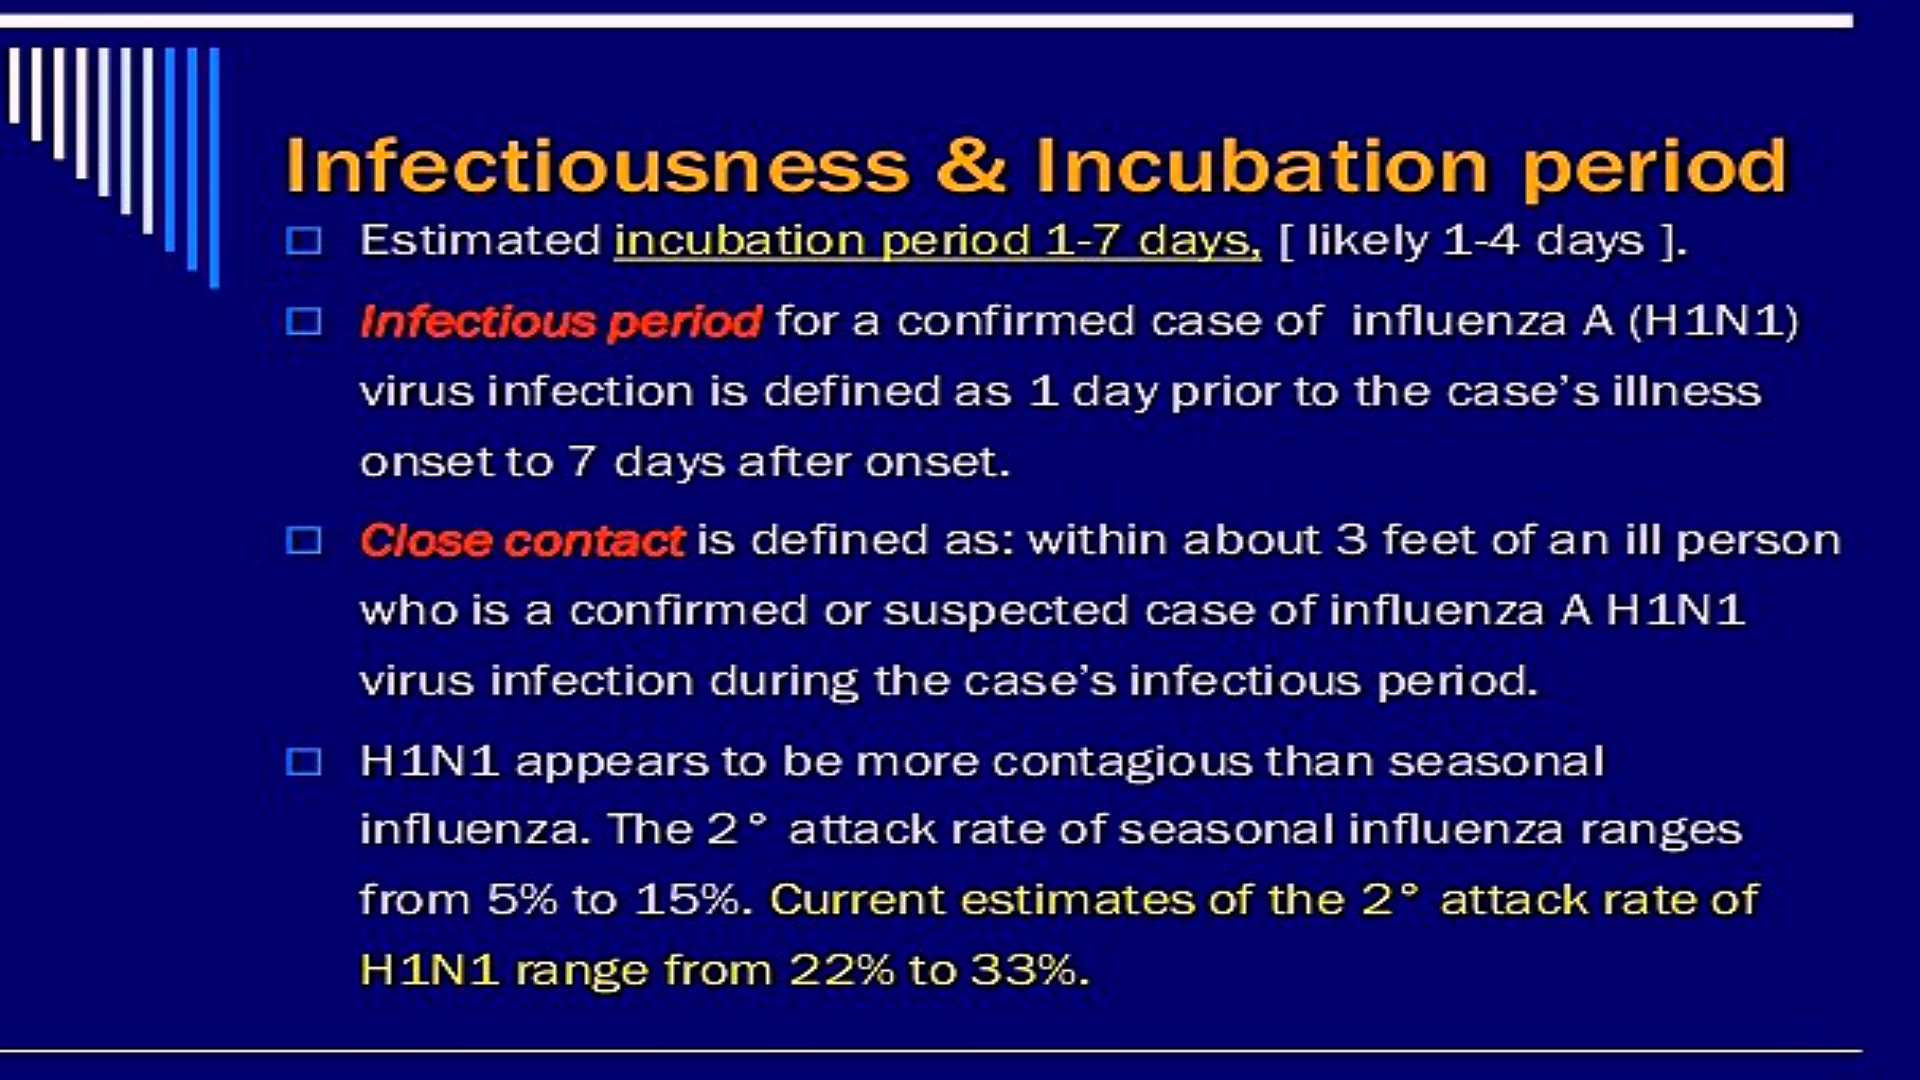 Infectiousness & Incubation period
Estimated incubation period 1-7 days, [ likely 1-4 days ].
Infectious period for a confirmed case of influenza A (H1N1)
virus infection is defined as 1 day prior to the case's illness
onset to 7 days after onset.
Close contact is defined as: within about 3 feet of an ill person
who is a confirmed or suspected case of influenza A H1N1
virus infection during the case's infectious period.
H1N1 appears to be more contagious than seasonal
influenza. The 2° attack rate of seasonal influenza ranges
from 5% to 15%. Current estimates of the 2° attack rate of
H1N1 range from 22% to 33%.